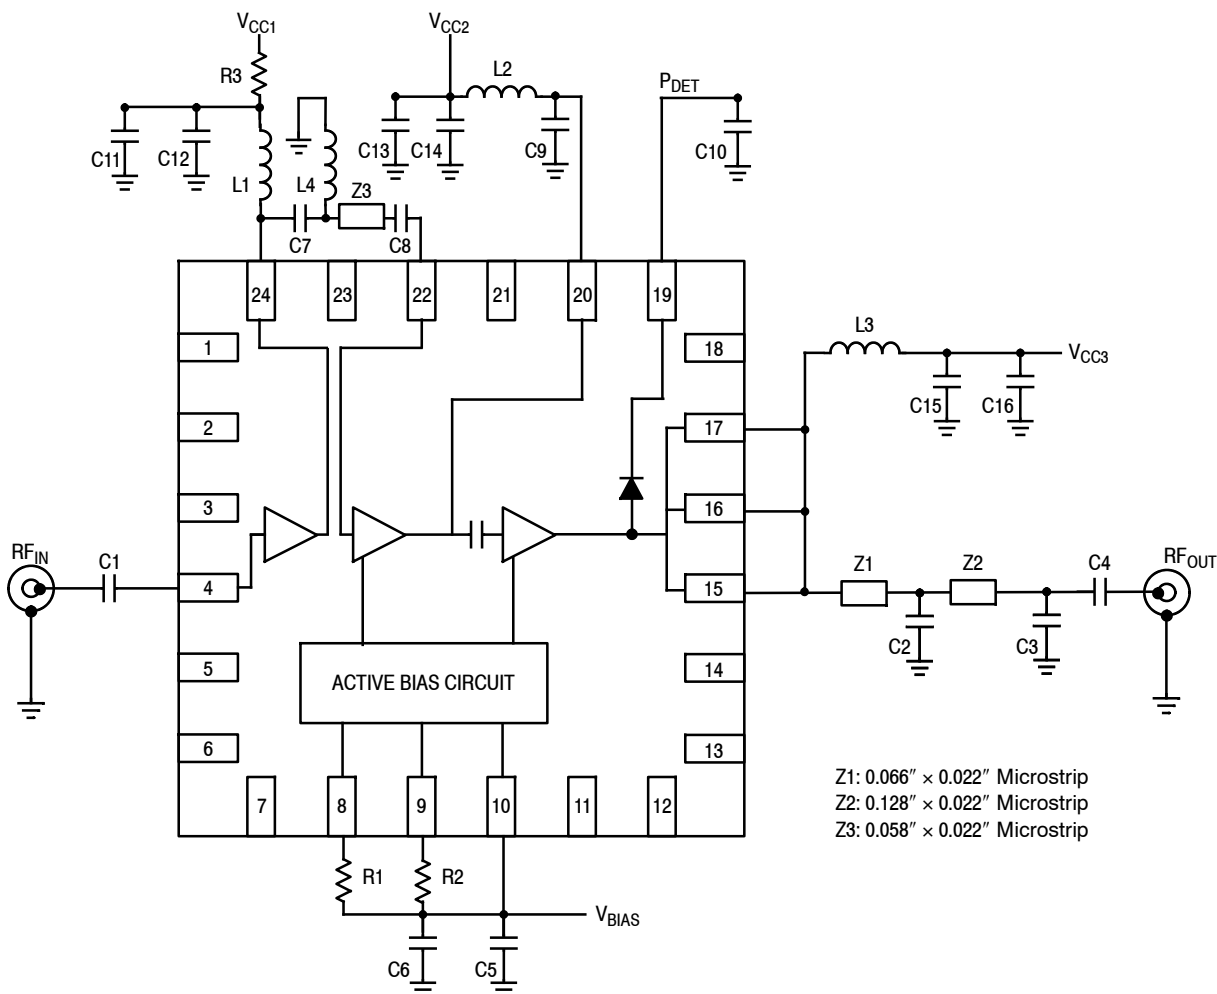 VCC1
VCC2
R3
L2
PDET
C11
C12
L1
L4
Z3
C13
C14
C9
C10
C7
C8
24
23
22
21
20
19
1
18
L3
VCC3
C15
C16
2
17
3
16
RFIN
C1
4
15
Z1
Z2
C4
RFOUT
C2
C3
5
ACTIVE BIAS CIRCUIT
14
6
13
7
8
9
10
11
12
Z1: 0.066″ × 0.022″ Microstrip
Z2: 0.128″ × 0.022″ Microstrip
Z3: 0.058″ × 0.022″ Microstrip
R1
R2
VBIAS
C6
C5